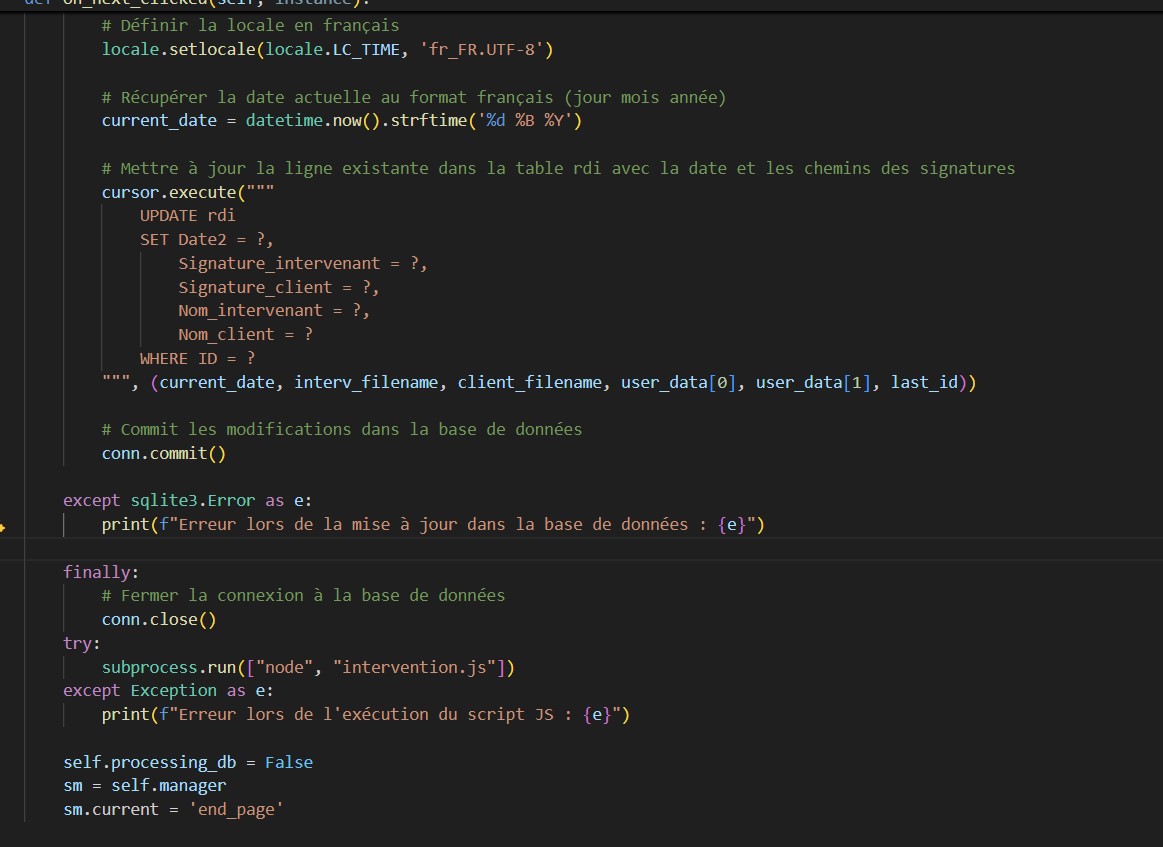 def on_next_clicked(self, instance):
# Définir la locale en français
locale.setlocale(locale.LC_TIME, 'fr_FR.UTF-8')
# Récupérer la date actuelle au format français (jour mois année)
current_date = datetime.now().strftime('%d %B %Y')
# Mettre à jour la ligne existante dans la table rdi avec la date et les chemins des signatures
cursor.execute("""
UPDATE rdi
SET Date2 = ?,
Signature_intervenant = ?,
Signature_client = ?,
Nom_intervenant = ?,
Nom_client = ?
WHERE ID = ?
""", (current_date, interv_filename, client_filename, user_data[0], user_data[1], last_id))
# Commit les modifications dans la base de données
conn.commit()
except sqlite3.Error as e:
print(f"Erreur lors de la mise à jour dans la base de données : {e}")
finally:
# Fermer la connexion à la base de données
conn.close()
try:
subprocess.run(["node", "intervention.js"])
except Exception as e:
print(f"Erreur lors de l'exécution du script JS : {e}")
self.processing_db = False
sm = self.manager
sm.current = 'end_page'